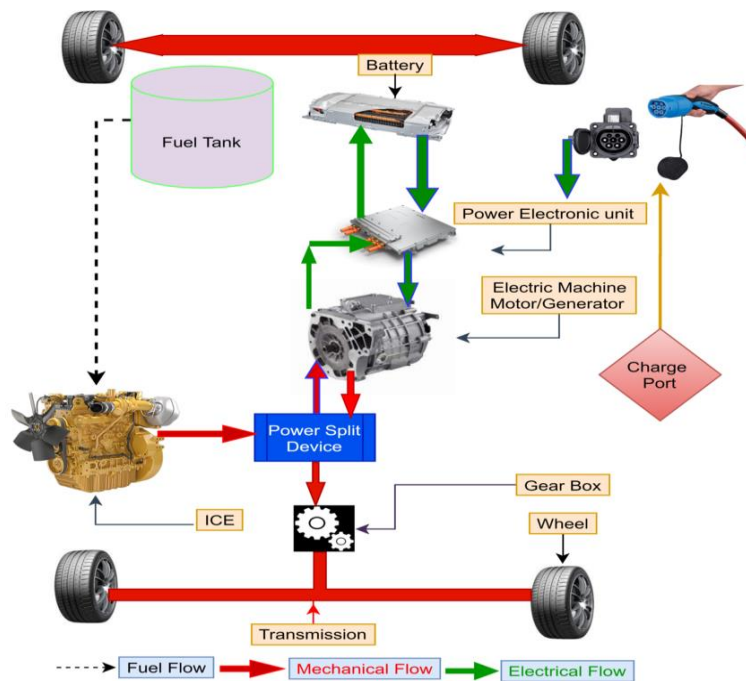 Battery
Fuel Tank
Power Electronic unit
Electric Machine
Motor/Generator
Charge
Port
Power Split
Device
Gear Box
ICE
Wheel
Transmission
Fuel Flow
Mechanical Flow
Electrical Flow